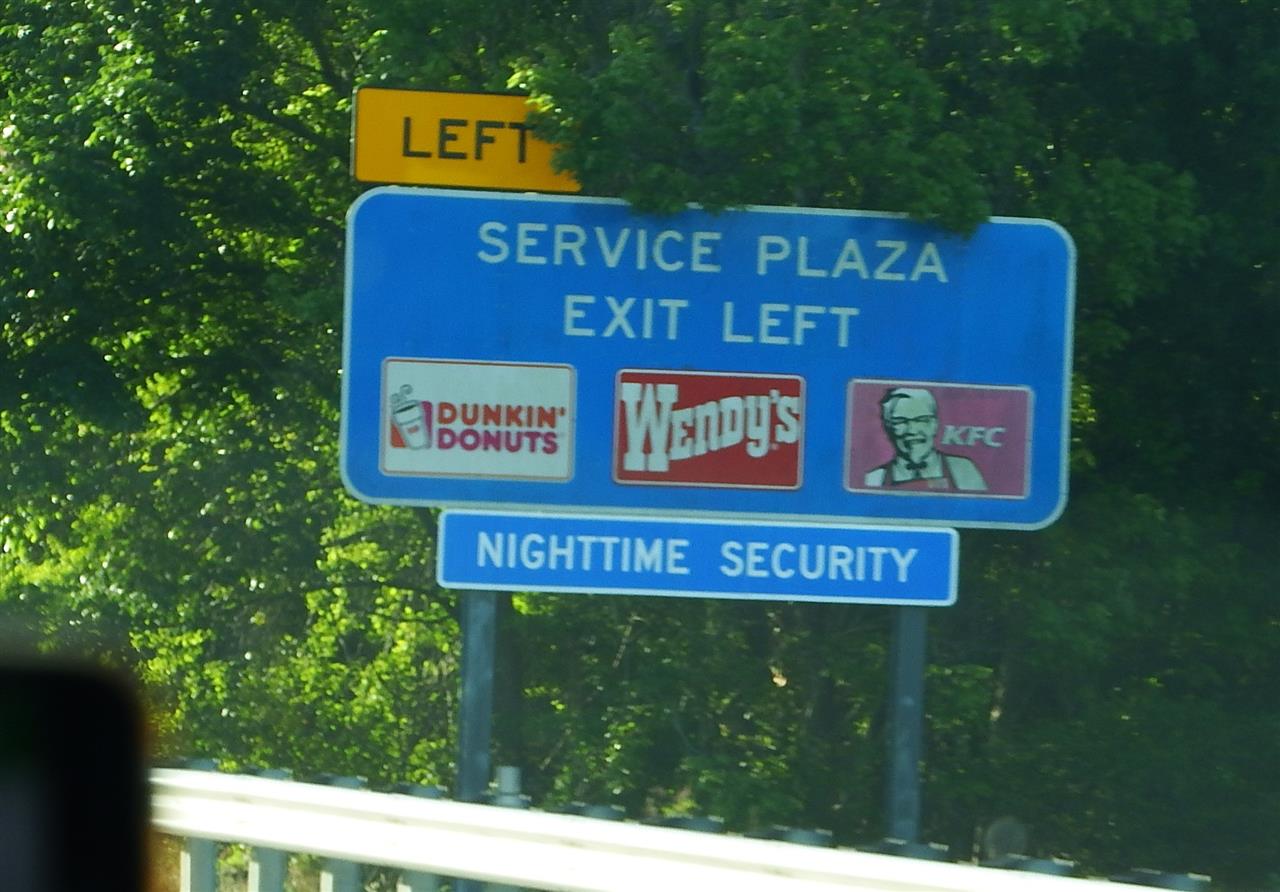 LEFT
SERVICE PLAZA
EXIT LEFT
DUNKIN'
DONUTS
WENDY'S
KFC
NIGHTTIME SECURITY